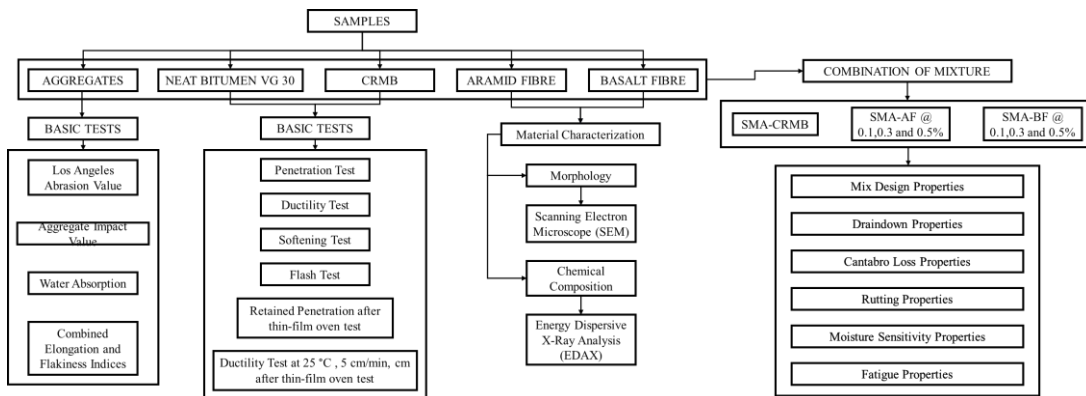 SAMPLES
AGGREGATES
NEAT BITUMEN VG 30
CRMB
ARAMID FIBRE
BASALT FIBRE
COMBINATION OF MIXTURE
BASIC TESTS
Los Angeles
Abrasion Value
Aggregate Impact
Value
Water Absorption
Combined
Elongation and
Flakiness Indices
BASIC TESTS
Penetration Test
Ductility Test
Softening Test
Flash Test
Retained Penetration after
thin-film oven test
Ductility Test at 25 °C , 5 cm/min, cm
after thin-film oven test
Material Characterization
Morphology
Scanning Electron
Microscope (SEM)
Chemical
Composition
Energy Dispersive
X-Ray Analysis
(EDAX)
SMA-CRMB
SMA-AF @
0.1,0.3 and 0.5%
SMA-BF @
0.1,0.3 and 0.5%
Mix Design Properties
Draindown Properties
Cantabro Loss Properties
Rutting Properties
Moisture Sensitivity Properties
Fatigue Properties